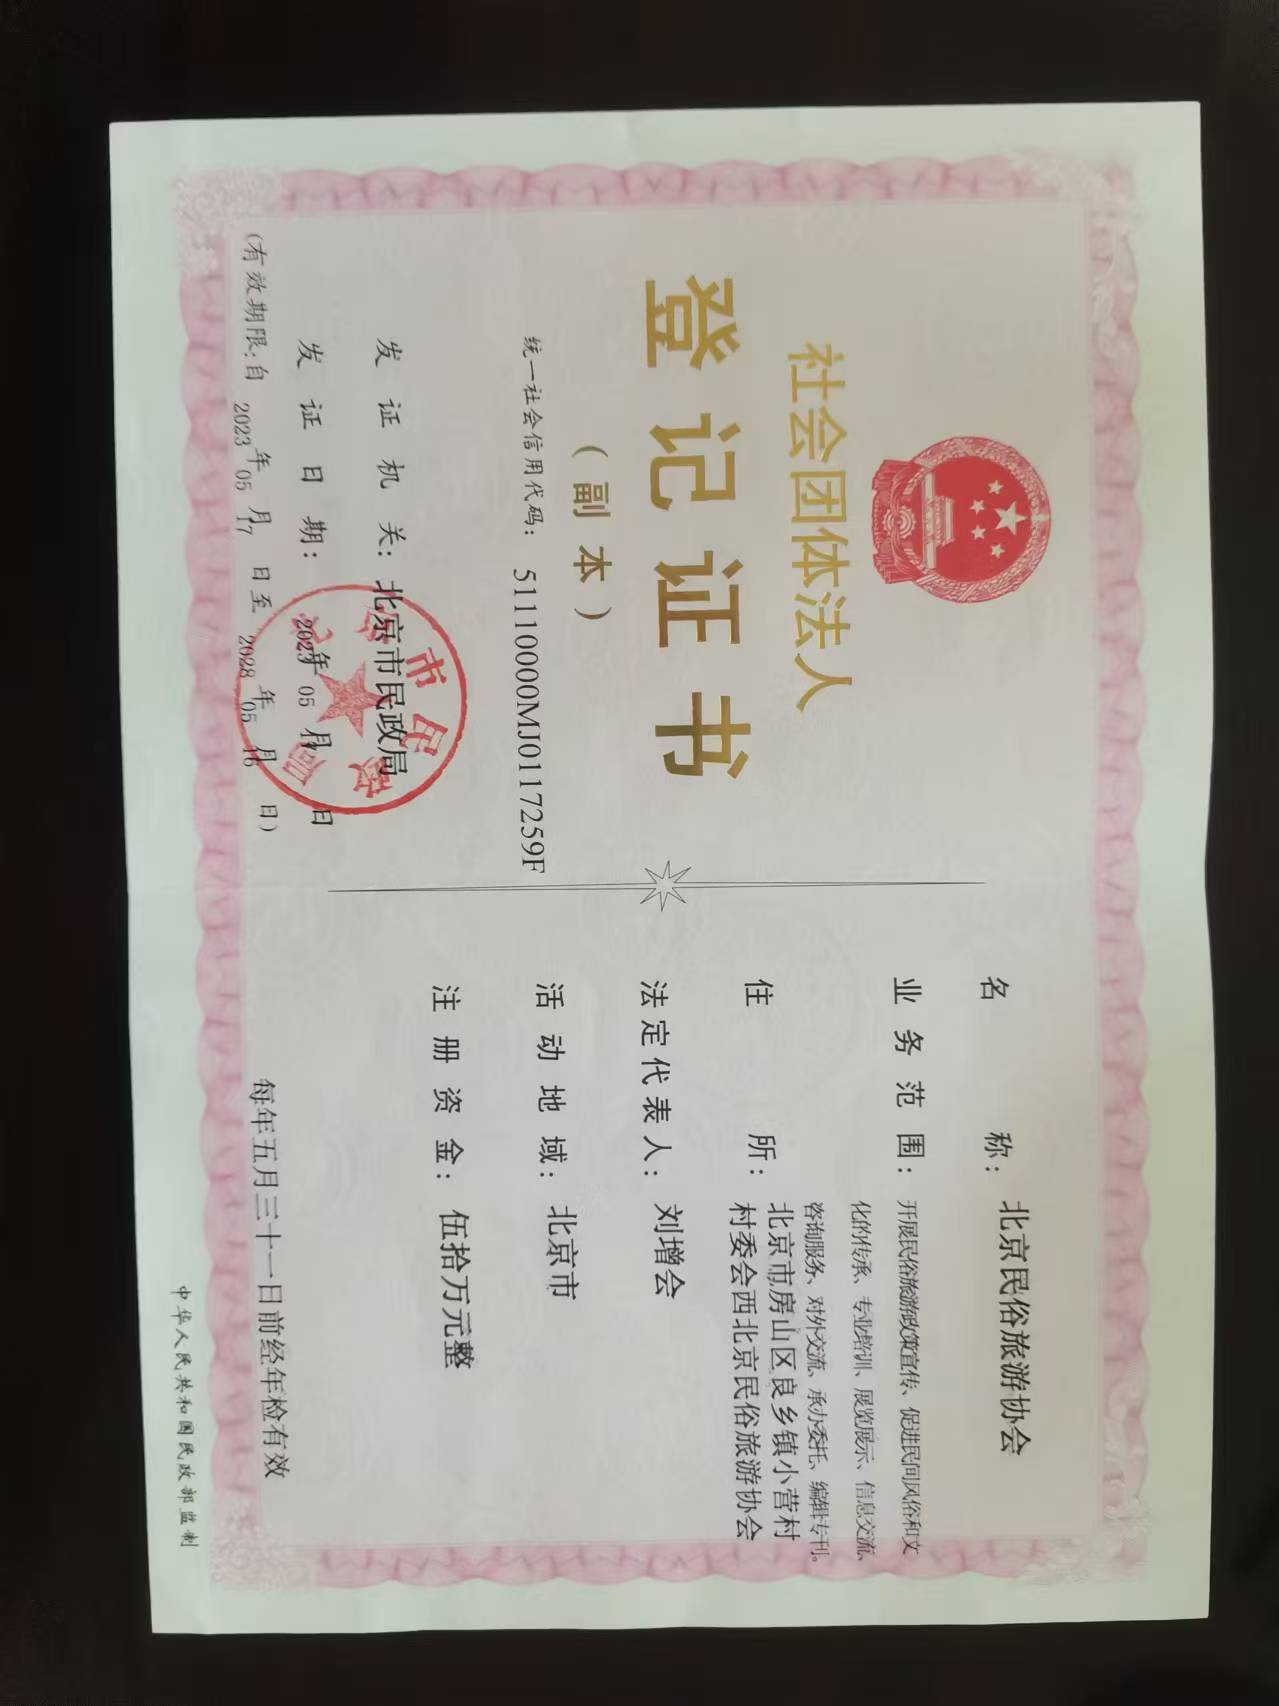 社会团体法人
登记证书
（副本）
统一社会信用代码： 51110000MJ0117259F
发证机关：北京市民政局
发证日期： 2023年05月 日
（有效期限：自 2023年05月17日至 2028年05月16日）
名称：北京民俗旅游协会
业务范围：开展民俗旅游政策宣传、促进民间风俗和文
化的传承、专业培训、展览展示、信息交流、
咨询服务、对外交流、承办委托、编辑专刊。
住所：北京市房山区良乡镇小营村
村委会西北京民俗旅游协会
法定代表人：刘增会
活动地域：北京市
注册资金：伍拾万元整
每年五月三十一日前经年检有效
中华人民共和国民政部监制